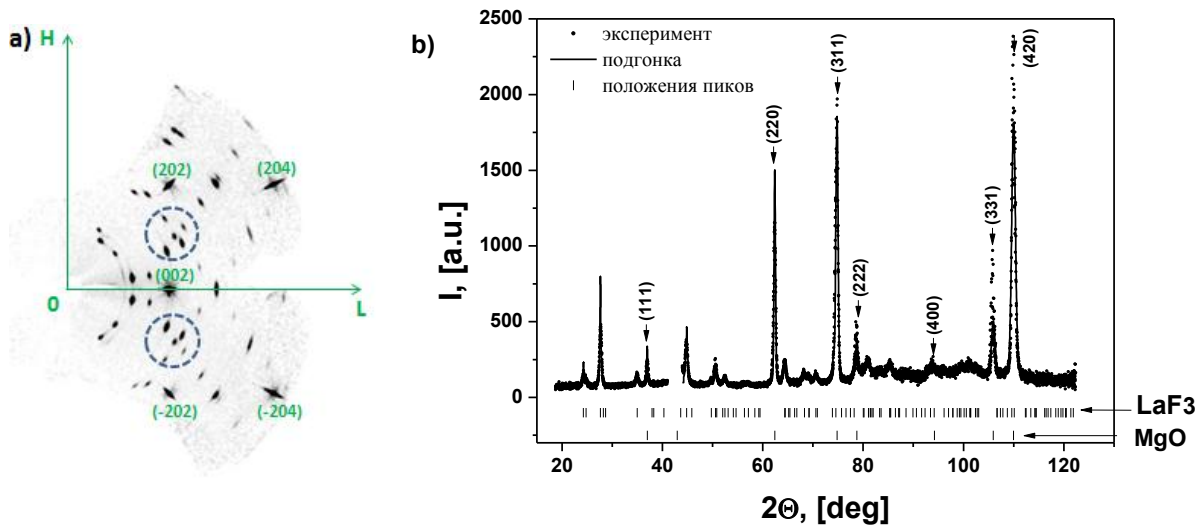 a)
H
(202)
(204)
(002)
O
L
(-202)
(-204)
b)
2500
2000
1500
1000
500
0
I, [a.u.]
• эксперимент
— подгонка
| положения пиков
(111)
(220)
(311)
(222)
(400)
(331)
(420)
LaF3
MgO
20
40
60
80
100
120
2Θ, [deg]